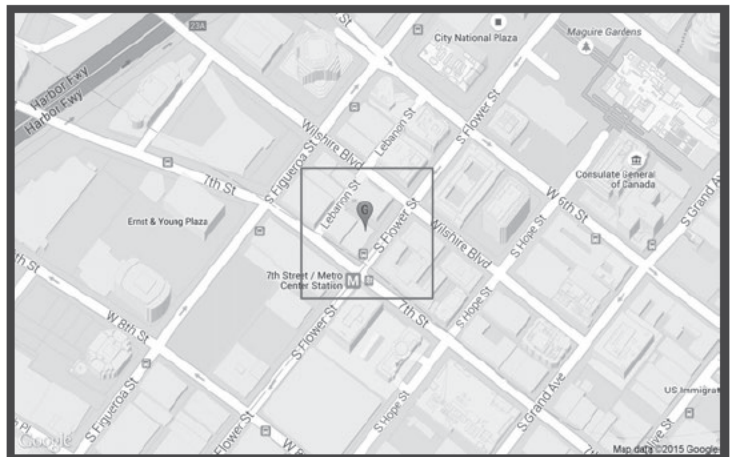 St
23A
City National Plaza
Maguire Gardens
Harbor Fwy
Harbor Fwy
Wilshire Blvd
Lebanon St
S Flower St
S Figueroa St
W 6th St
Consulate General
of Canada
S Grand Av
7th St
Lebanon St
G
S Flower St
Wilshire Blvd
S Hope St
Ernst & Young Plaza
7th Street / Metro
Center Station
M
7th St
S Hope St
W 8th St
S Flower St
S Grand Ave
US Immigrat
S Figueroa St
S Hope St
Flower St
W 8
Google
Map data ©2015 Google